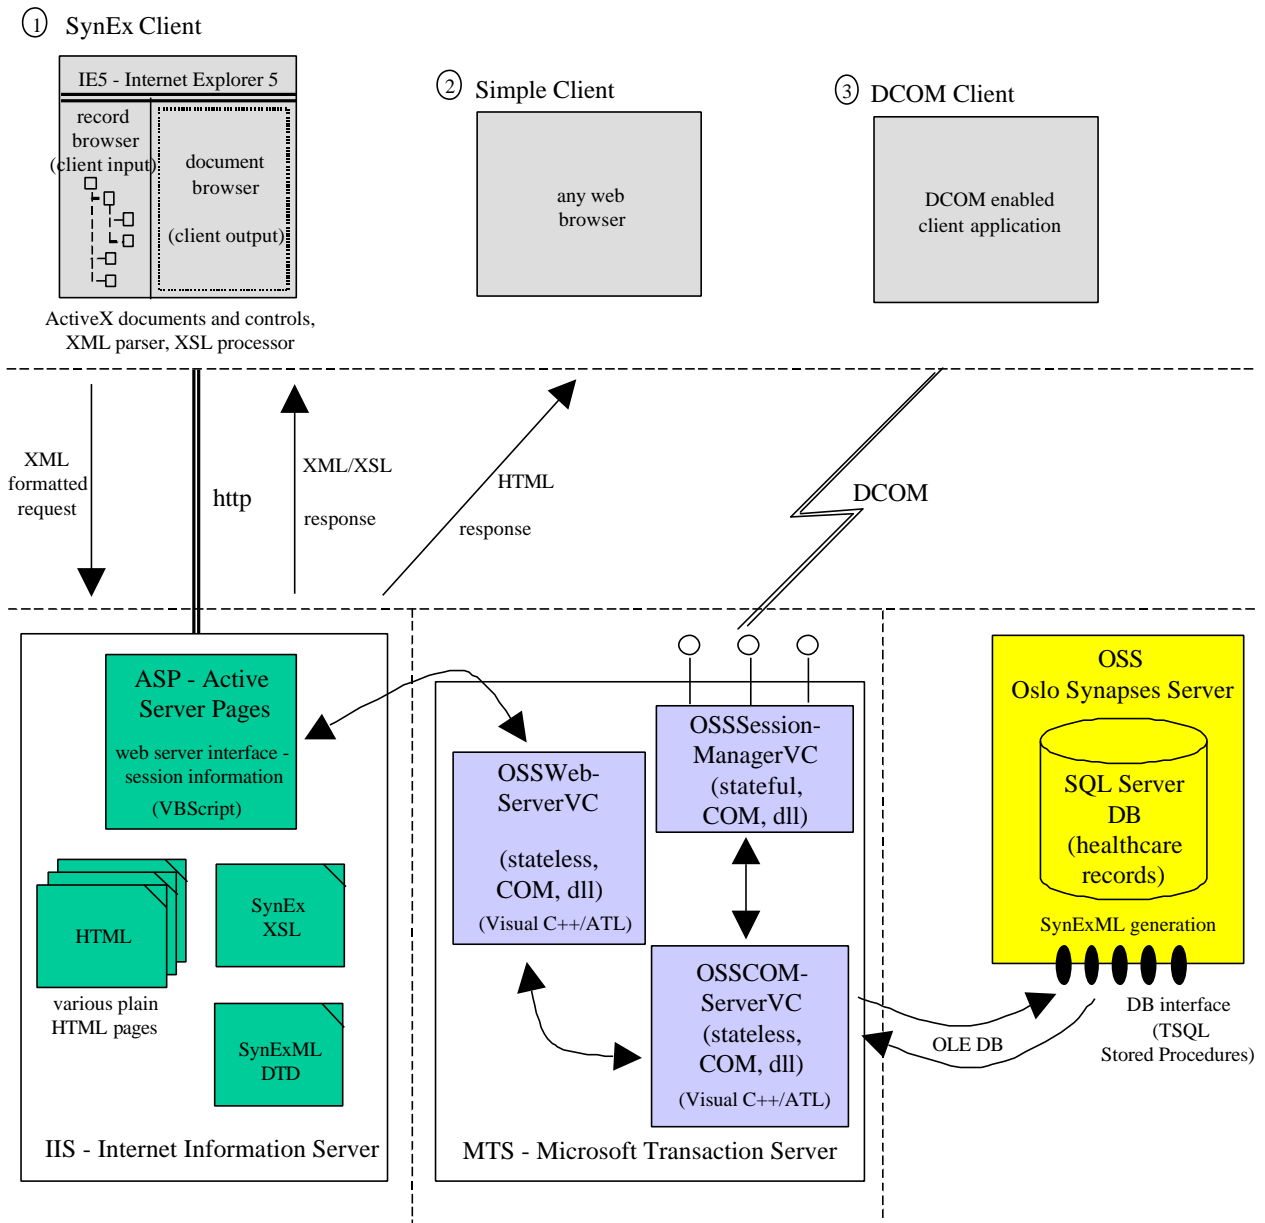 1 SynEx Client
IE5 - Internet Explorer 5
record
browser
(client input)
document
browser
(client output)
ActiveX documents and controls,
XML parser, XSL processor
2 Simple Client
any web
browser
3 DCOM Client
DCOM enabled
client application
XML
formatted
request
http
XML/XSL
response
HTML
response
DCOM
ASP - Active
Server Pages
web server interface -
session information
(VBScript)
HTML
various plain
HTML pages
SynEx
XSL
SynExML
DTD
IIS - Internet Information Server
OSSWeb-
ServerVC
(stateless,
COM, dll)
(Visual C++/ATL)
OSSSession-
ManagerVC
(stateful,
COM, dll)
OSSCOM-
ServerVC
(stateless,
COM, dll)
(Visual C++/ATL)
MTS - Microsoft Transaction Server
OLE DB
OSS
Oslo Synapses Server
SQL Server
DB
(healthcare
records)
SynExML generation
DB interface
(TSQL
Stored Procedures)